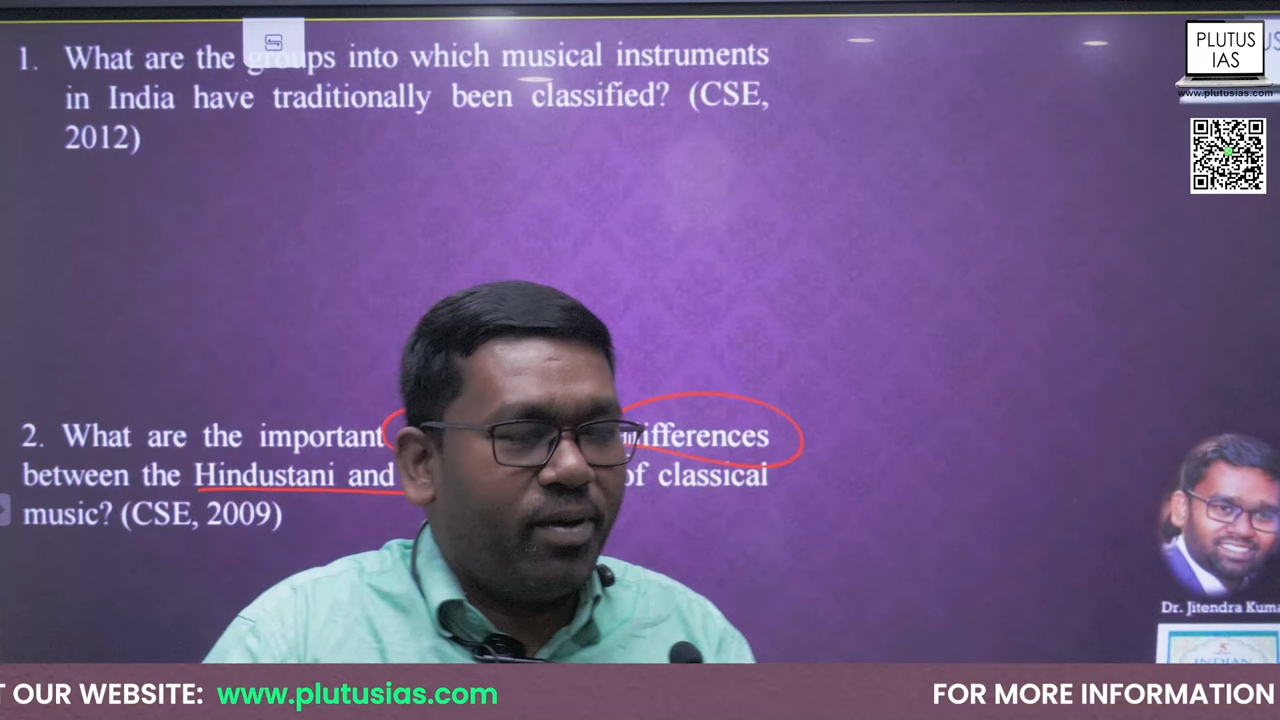 1. What are the groups into which musical instruments
in India have traditionally been classified? (CSE,
2012)
2. What are the important
differences
between the Hindustani and
of classical
music? (CSE, 2009)
PLUTUS
IAS
www.plutusias.com
US
Dr. Jitendra Kuma
INDIAN
T OUR WEBSITE: www.plutusias.com
FOR MORE INFORMATION